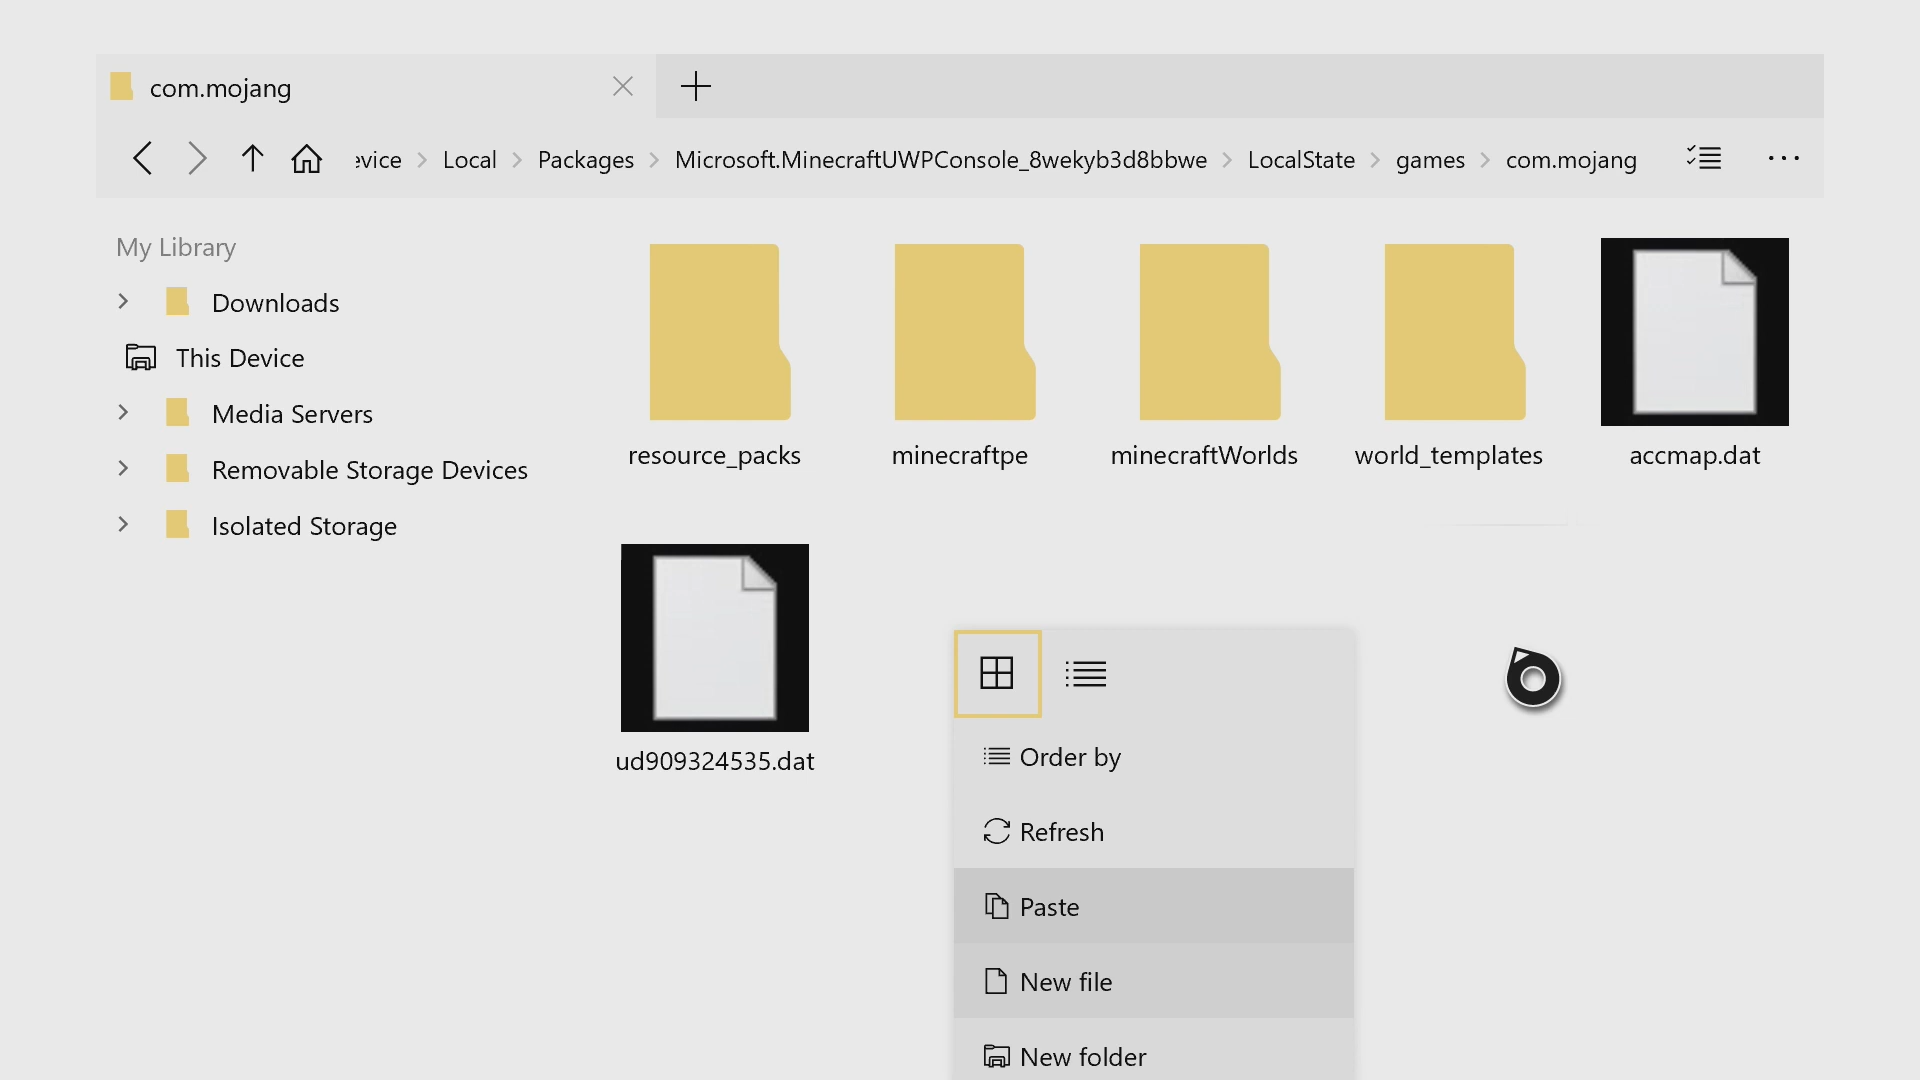 com.mojang
evice > Local > Packages > Microsoft.MinecraftUWPConsole_8wekyb3d8bbwe > LocalState > games > com.mojang
My Library
Downloads
This Device
Media Servers
Removable Storage Devices
Isolated Storage
resource_packs
minecraftpe
minecraftWorlds
world_templates
accmap.dat
ud909324535.dat
Order by
Refresh
Paste
New file
New folder